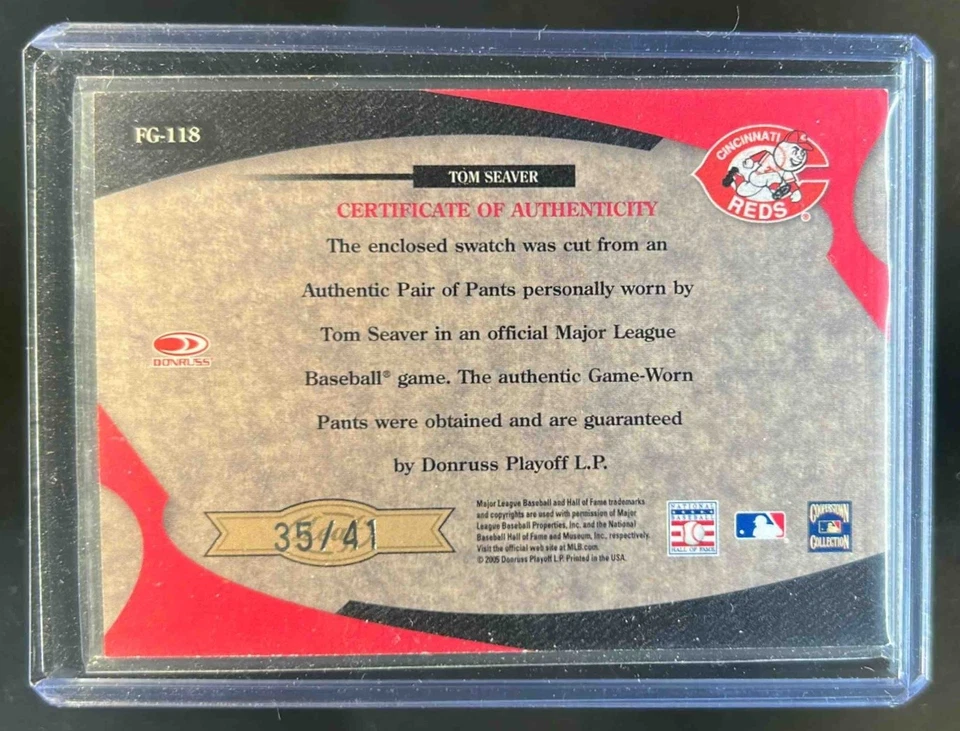 FG-118
CINCINNATI
REDS
®
TOM SEAVER
CERTIFICATE OF AUTHENTICITY
The enclosed swatch was cut from an
Authentic Pair of Pants personally worn by
Tom Seaver in an official Major League
Baseball® game. The authentic Game-Worn
Pants were obtained and are guaranteed
by Donruss Playoff L.P.
DONRUSS
35/41
Major League Baseball and Hall of Fame trademarks
and copyrights are used with permission of Major
League Baseball Properties, Inc. and the National
Baseball Hall of Fame and Museum, Inc., respectively.
Visit the official web site at MLB.com.
© 2005 Donruss Playoff L.P. Printed in the USA.
NATIONAL
BASEBALL
HALL OF FAME
COOPERSTOWN
COLLECTION